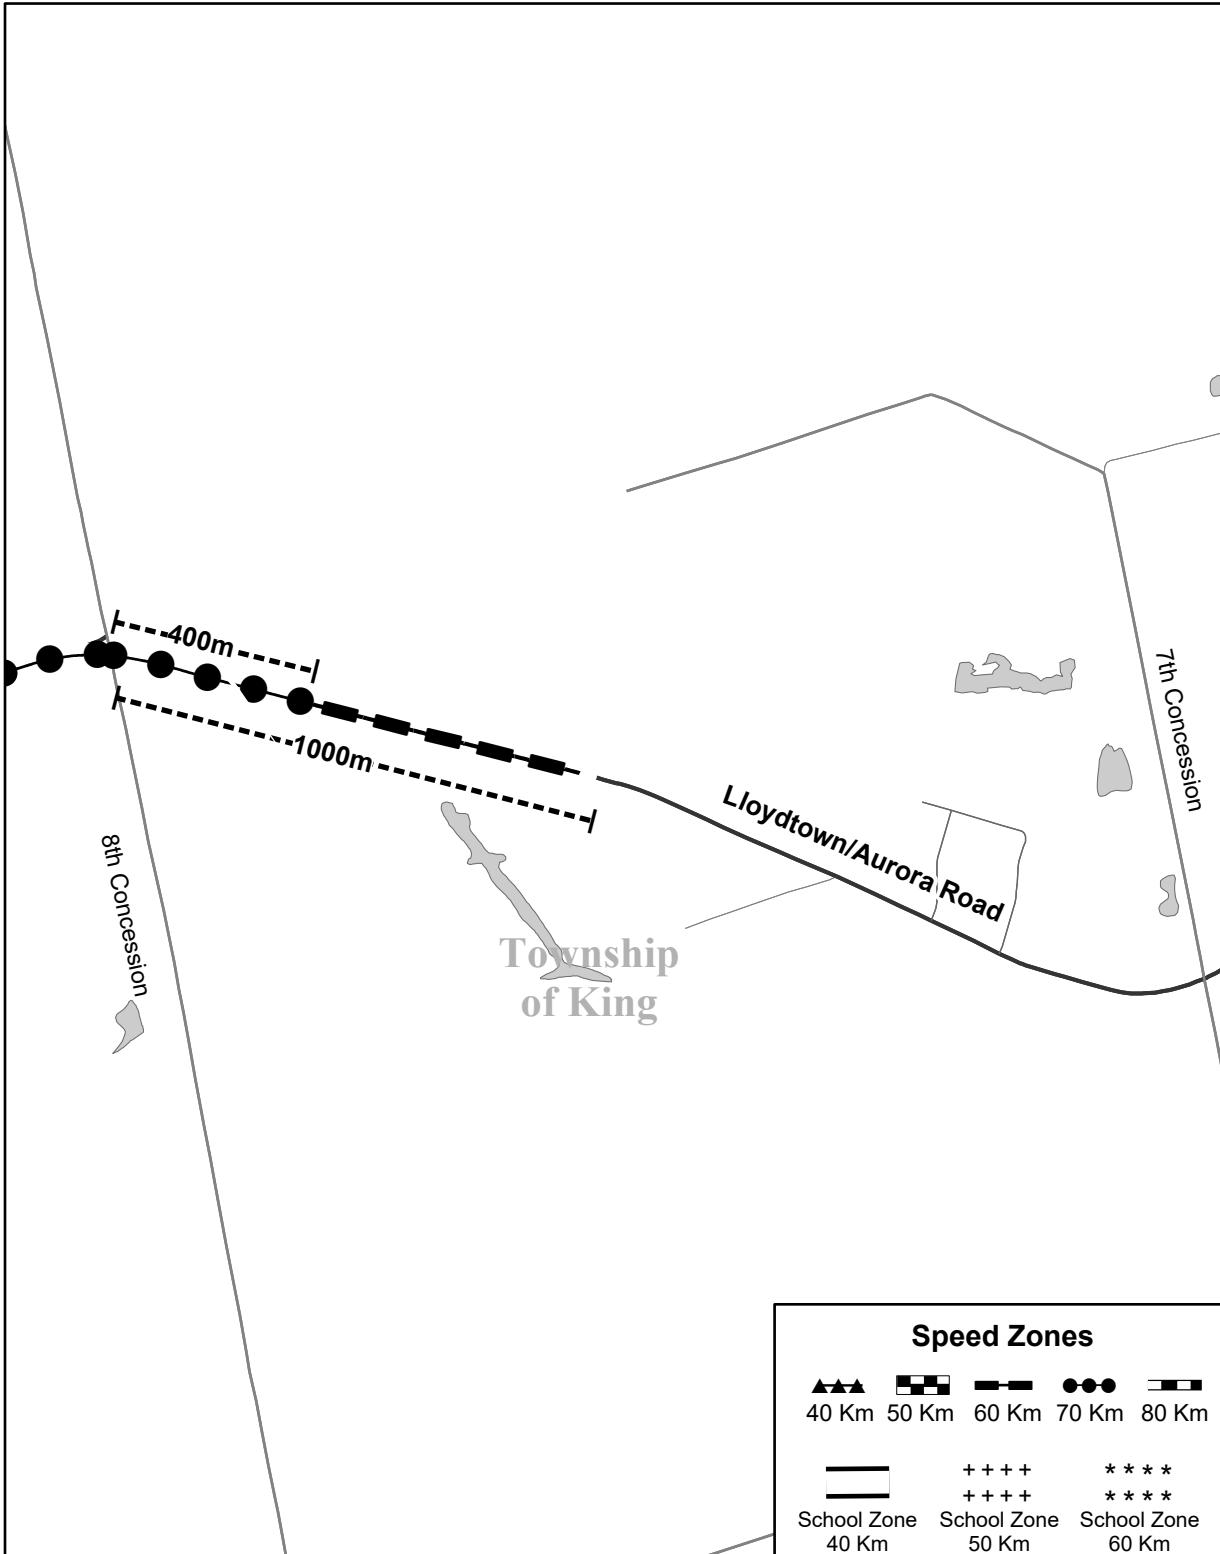 400m
7th Concession
1000m
Lloydtown/Aurora Road
8th Concession
Township
of King
Speed Zones
40 Km 50 Km 60 Km 70 Km 80 Km
+ + + + * * * *
+ + + + * * * *
School Zone School Zone School Zone
40 Km 50 Km 60 Km